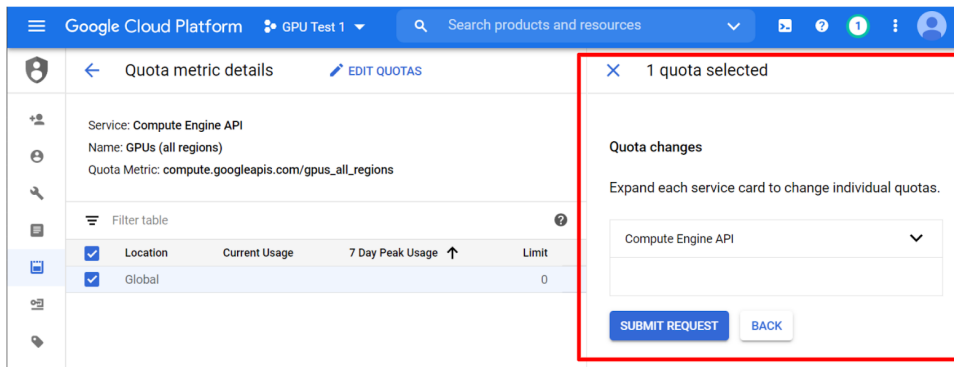 Google Cloud Platform
GPU Test 1
Search products and resources
1
Quota metric details
EDIT QUOTAS
Service: Compute Engine API
Name: GPUs (all regions)
Quota Metric: compute.googleapis.com/gpus_all_regions
Filter table
Location Current Usage 7 Day Peak Usage Limit
Global 0
1 quota selected
Quota changes
Expand each service card to change individual quotas.
Compute Engine API
SUBMIT REQUEST
BACK